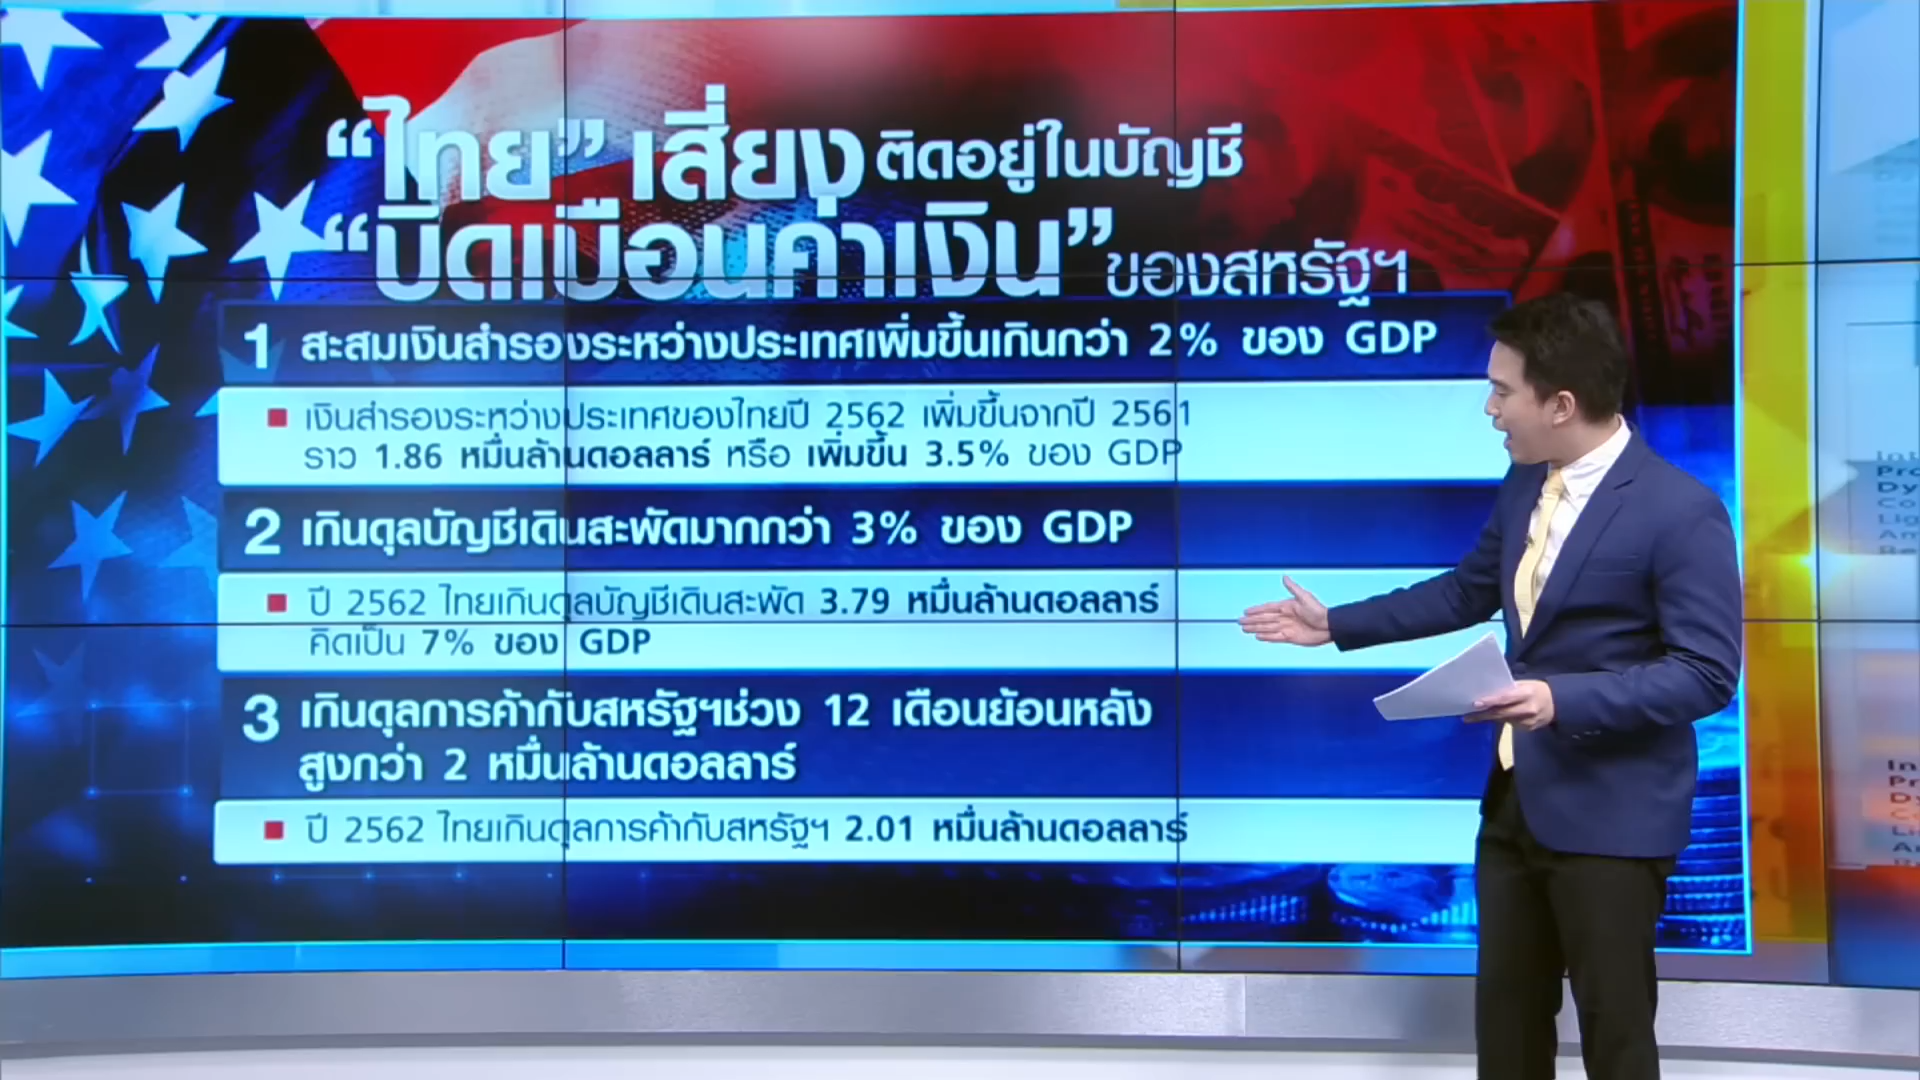 “ไทย” เสี่ยง ติดอยู่ในบัญชี
“บิดเบือนค่าเงิน” ของสหรัฐฯ
1 สะสมเงินสำรองระหว่างประเทศเพิ่มขึ้นเกินกว่า 2% ของ GDP
■ เงินสำรองระหว่างประเทศของไทยปี 2562 เพิ่มขึ้นจากปี 2561
ราว 1.86 หมื่นล้านดอลลาร์ หรือ เพิ่มขึ้น 3.5% ของ GDP
2 เกินดุลบัญชีเดินสะพัดมากกว่า 3% ของ GDP
■ ปี 2562 ไทยเกินดุลบัญชีเดินสะพัด 3.79 หมื่นล้านดอลลาร์
คิดเป็น 7% ของ GDP
3 เกินดุลการค้ากับสหรัฐฯช่วง 12 เดือนย้อนหลัง
สูงกว่า 2 หมื่นล้านดอลลาร์
■ ปี 2562 ไทยเกินดุลการค้ากับสหรัฐฯ 2.01 หมื่นล้านดอลลาร์